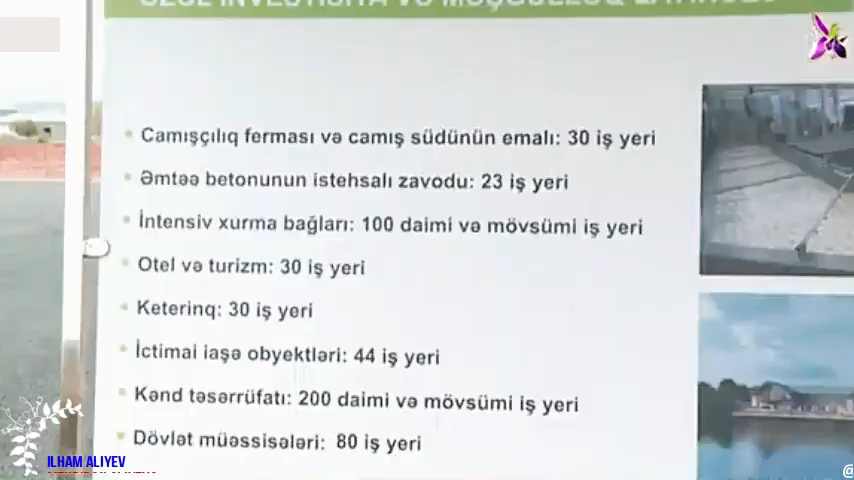 Camışçılıq ferması və camış südünün emalı: 30 iş yeri
Əmtəə betonunun istehsalı zavodu: 23 iş yeri
İntensiv xurma bağları: 100 daimi və mövsümi iş yeri
Otel və turizm: 30 iş yeri
Keterinq: 30 iş yeri
İctimai iaşə obyektləri: 44 iş yeri
Kənd təsərrüfatı: 200 daimi və mövsümi iş yeri
Dövlət müəssisələri: 80 iş yeri
ILHAM ALIYEV
@